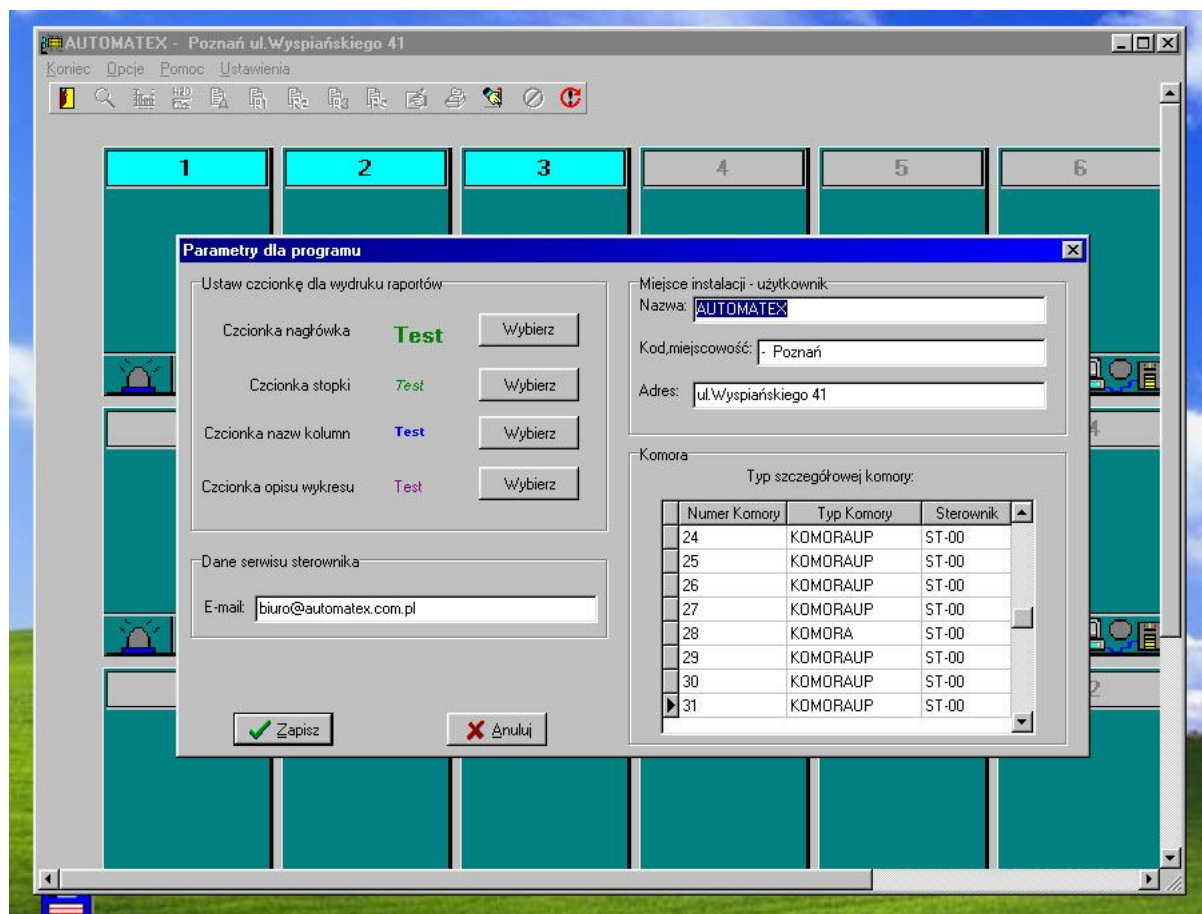 AUTOMATEX - Poznań ul.Wyspiańskiego 41
Koniec Opcje Pomoc Ustawienia
1 2 3 4 5 6
Parametry dla programu
Ustaw czcionkę dla wydruku raportów
Czcionka nagłówka Test Wybierz
Czcionka stopki Test Wybierz
Czcionka nazw kolumn Test Wybierz
Czcionka opisu wykresu Test Wybierz
Dane serwisu sterownika
E-mail: biuro@automatex.com.pl
Zapisz Anuluj
Miejsce instalacji - użytkownik
Nazwa: AUTOMATEX
Kod,miejscowość: - Poznań
Adres: ul.Wyspiańskiego 41
Komora
Typ szczegółowej komory:
Numer Komory Typ Komory Sterownik
24 KOMORAUP ST-00
25 KOMORAUP ST-00
26 KOMORAUP ST-00
27 KOMORAUP ST-00
28 KOMORA ST-00
29 KOMORAUP ST-00
30 KOMORAUP ST-00
31 KOMORAUP ST-00